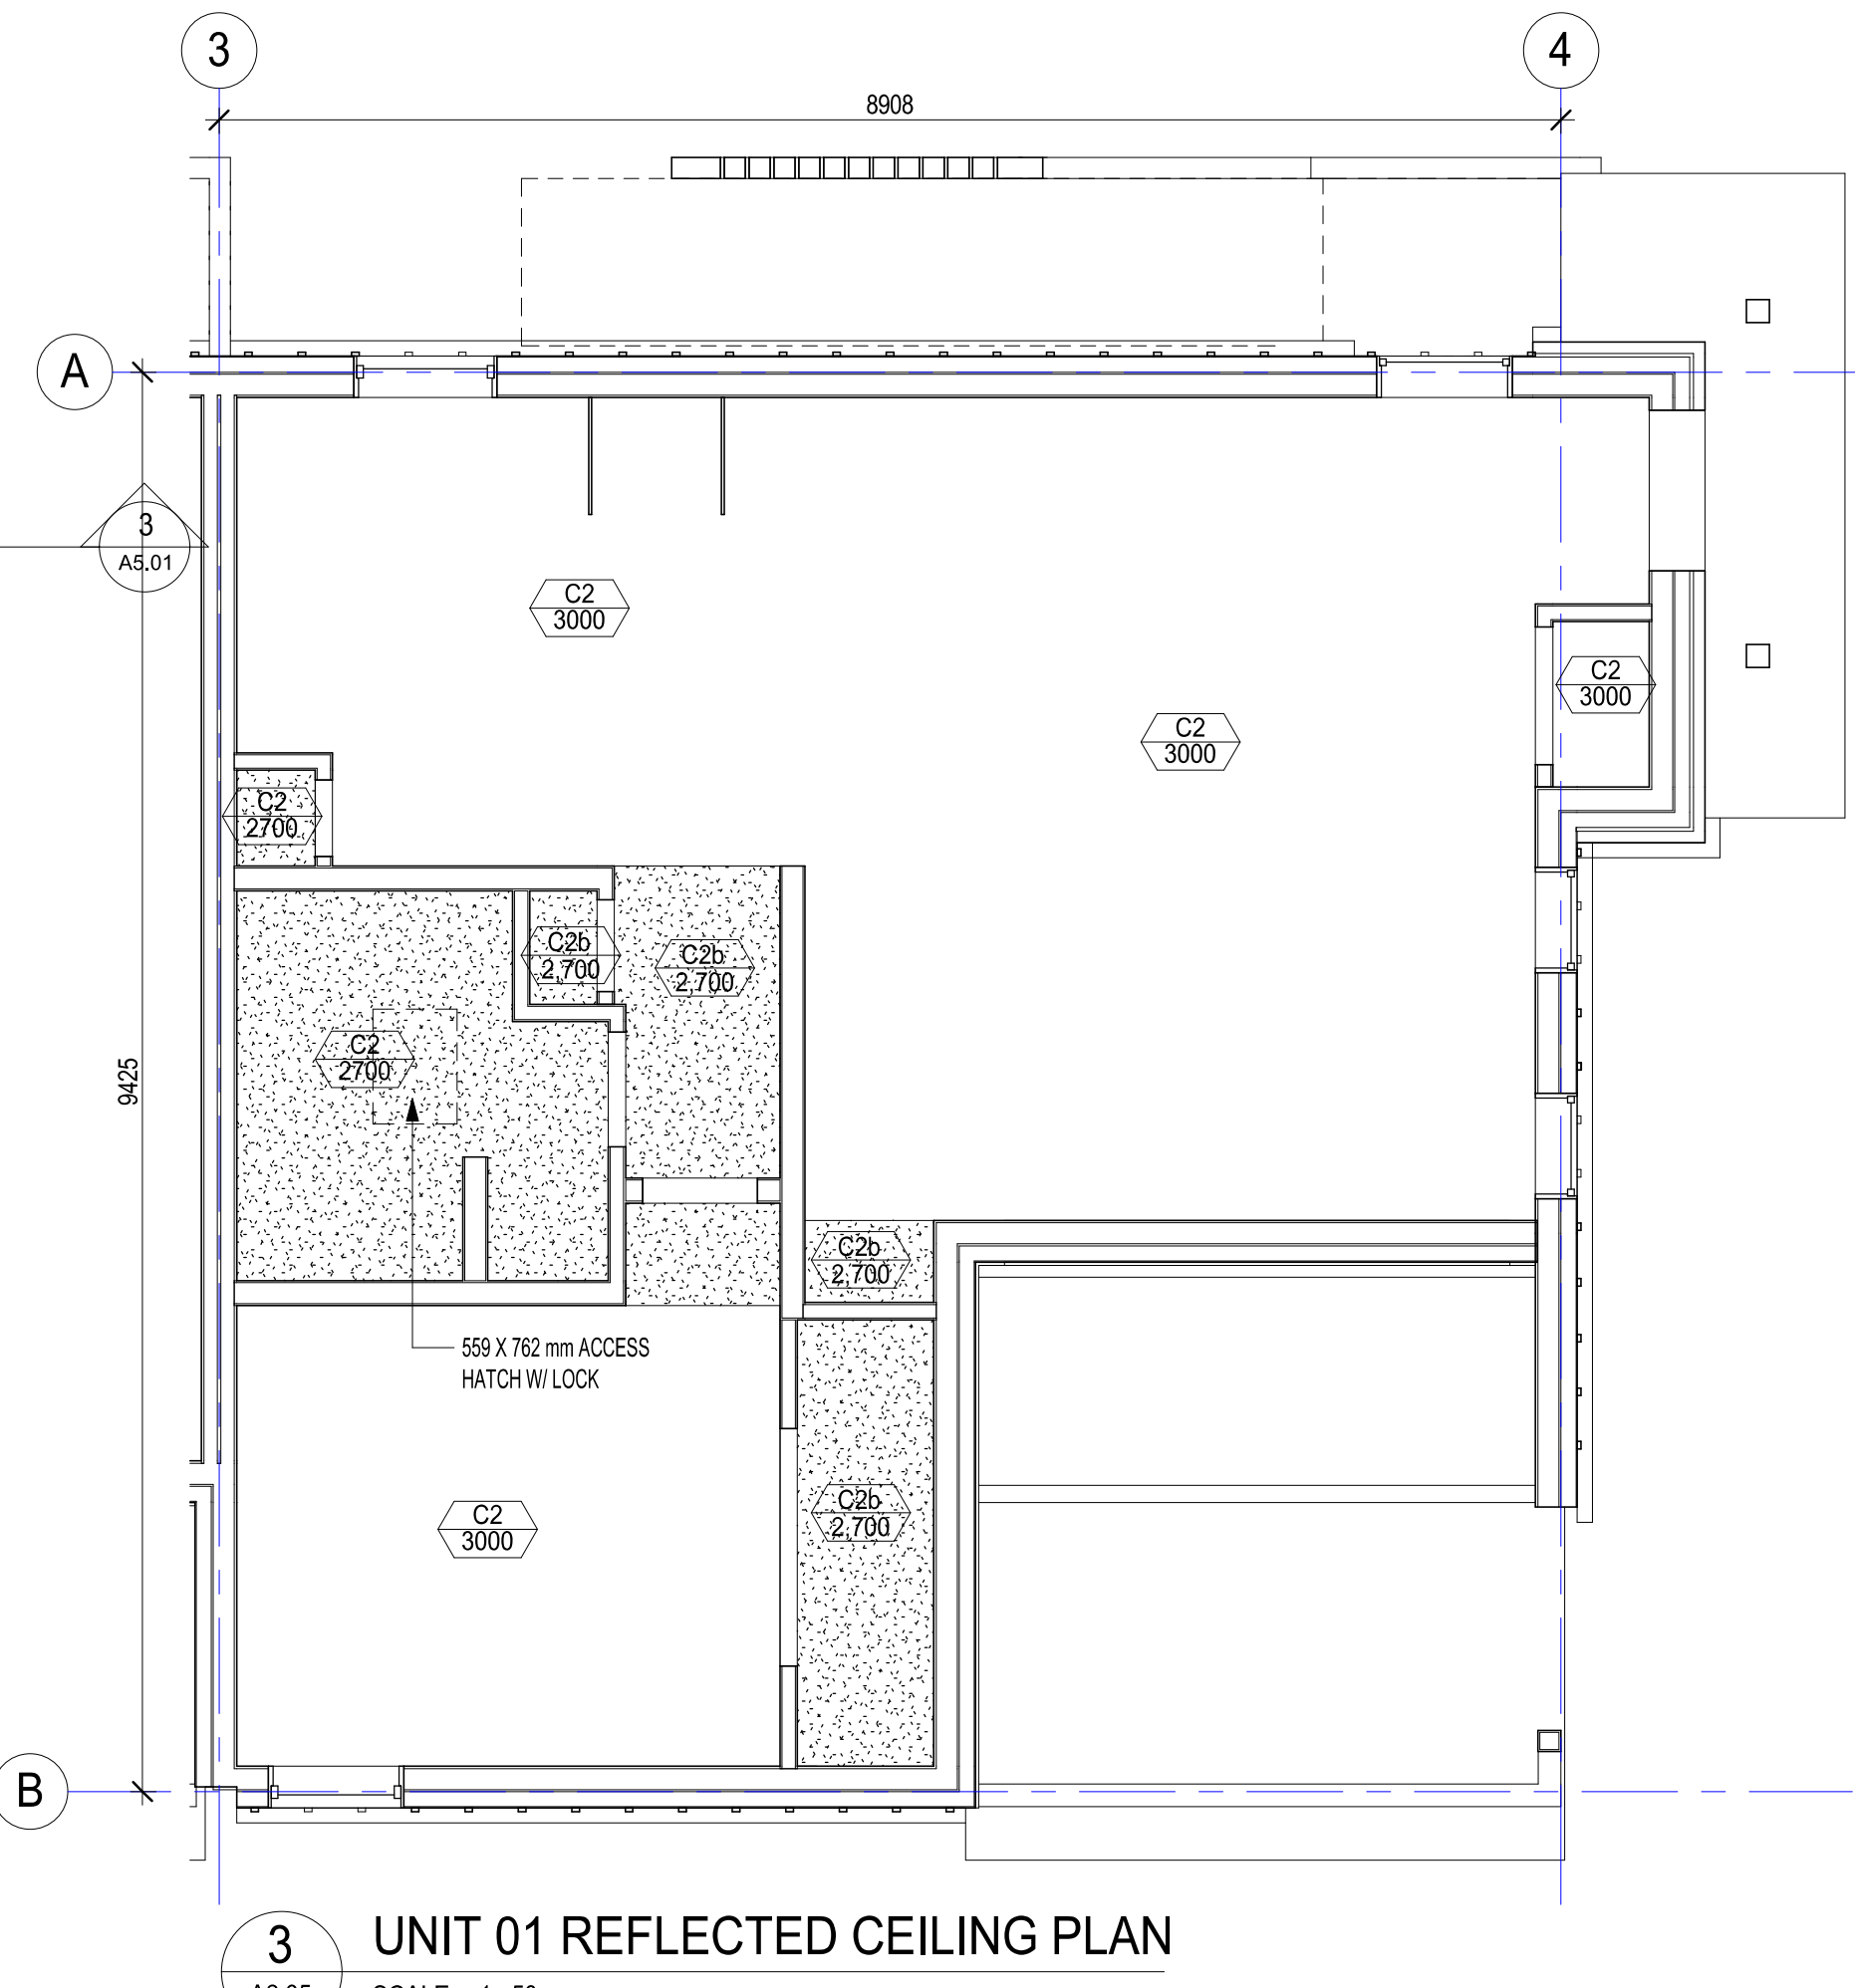 3
4
8908
A
3
A5.01
C2
3000
C2
3000
C2
3000
C2
2700
C2b
2,700
C2b
2,700
C2
2700
9425
C2b
2,700
559 X 762 mm ACCESS
HATCH W/ LOCK
C2b
2,700
C2
3000
B
3
UNIT 01 REFLECTED CEILING PLAN